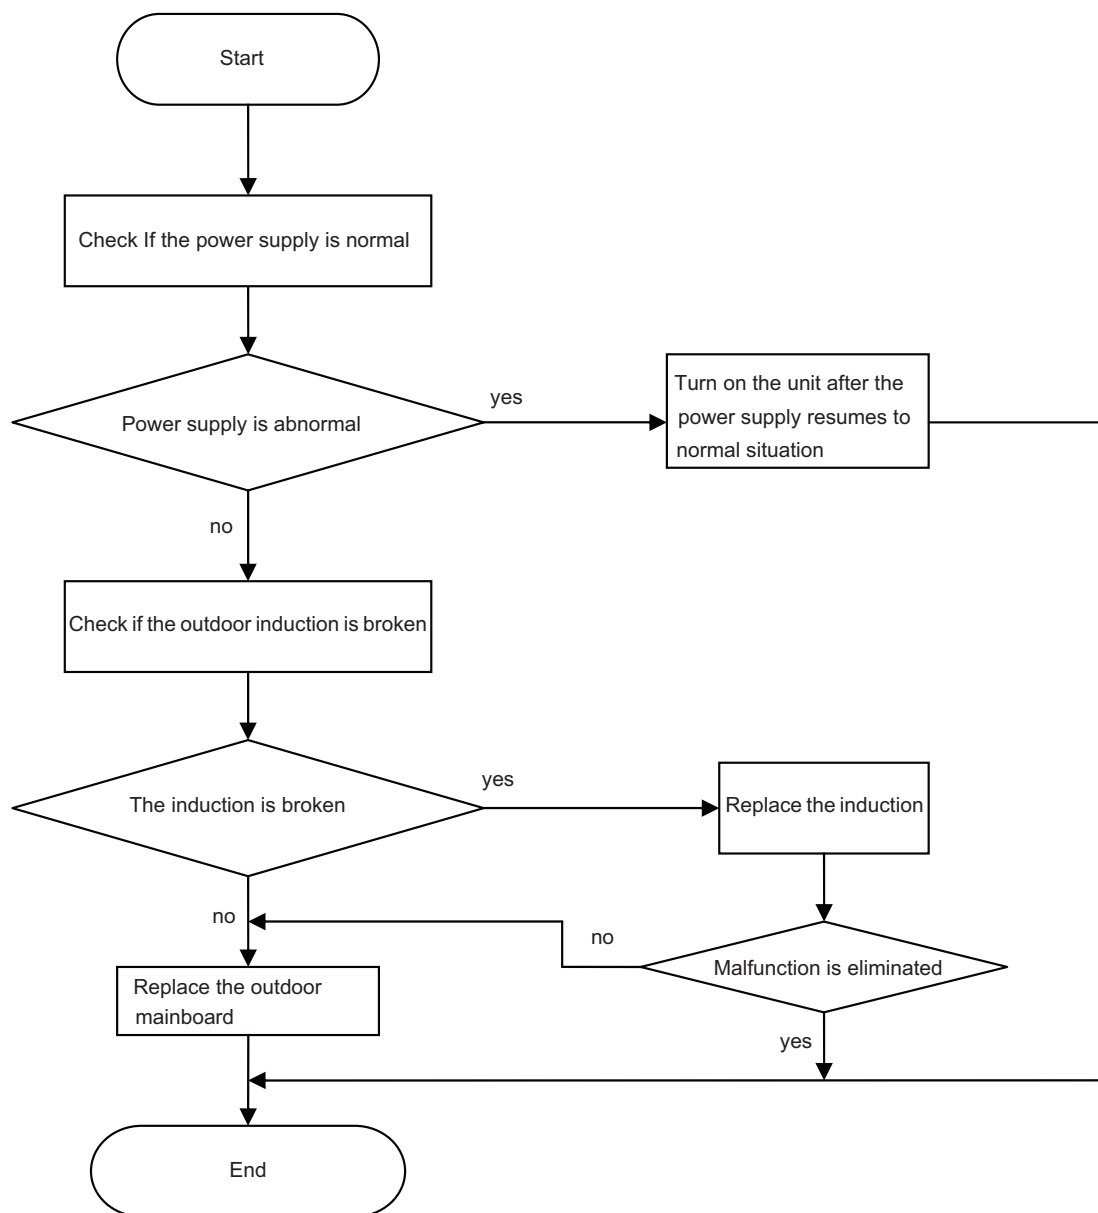 Start
Check If the power supply is normal
Power supply is abnormal
yes
Turn on the unit after the
power supply resumes to
normal situation
no
Check if the outdoor induction is broken
The induction is broken
yes
Replace the induction
no
no
Malfunction is eliminated
Replace the outdoor
mainboard
yes
End